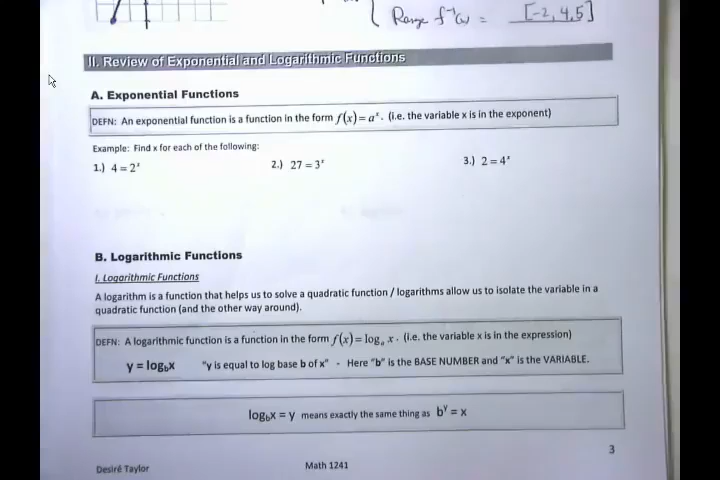 Range f⁻¹(x) = [-2, 4.5]
II. Review of Exponential and Logarithmic Functions
A. Exponential Functions
DEFN: An exponential function is a function in the form f(x) = aˣ. (i.e. the variable x is in the exponent)
Example: Find x for each of the following:
1.) 4 = 2ˣ 2.) 27 = 3ˣ 3.) 2 = 4ˣ
B. Logarithmic Functions
I. Logarithmic Functions
A logarithm is a function that helps us to solve a quadratic function / logarithms allow us to isolate the variable in a
quadratic function (and the other way around).
DEFN: A logarithmic function is a function in the form f(x) = logₐ x. (i.e. the variable x is in the expression)
y = log_b x "y is equal to log base b of x" - Here "b" is the BASE NUMBER and "x" is the VARIABLE.
log_b x = y means exactly the same thing as b^y = x
3
Desiré Taylor Math 1241